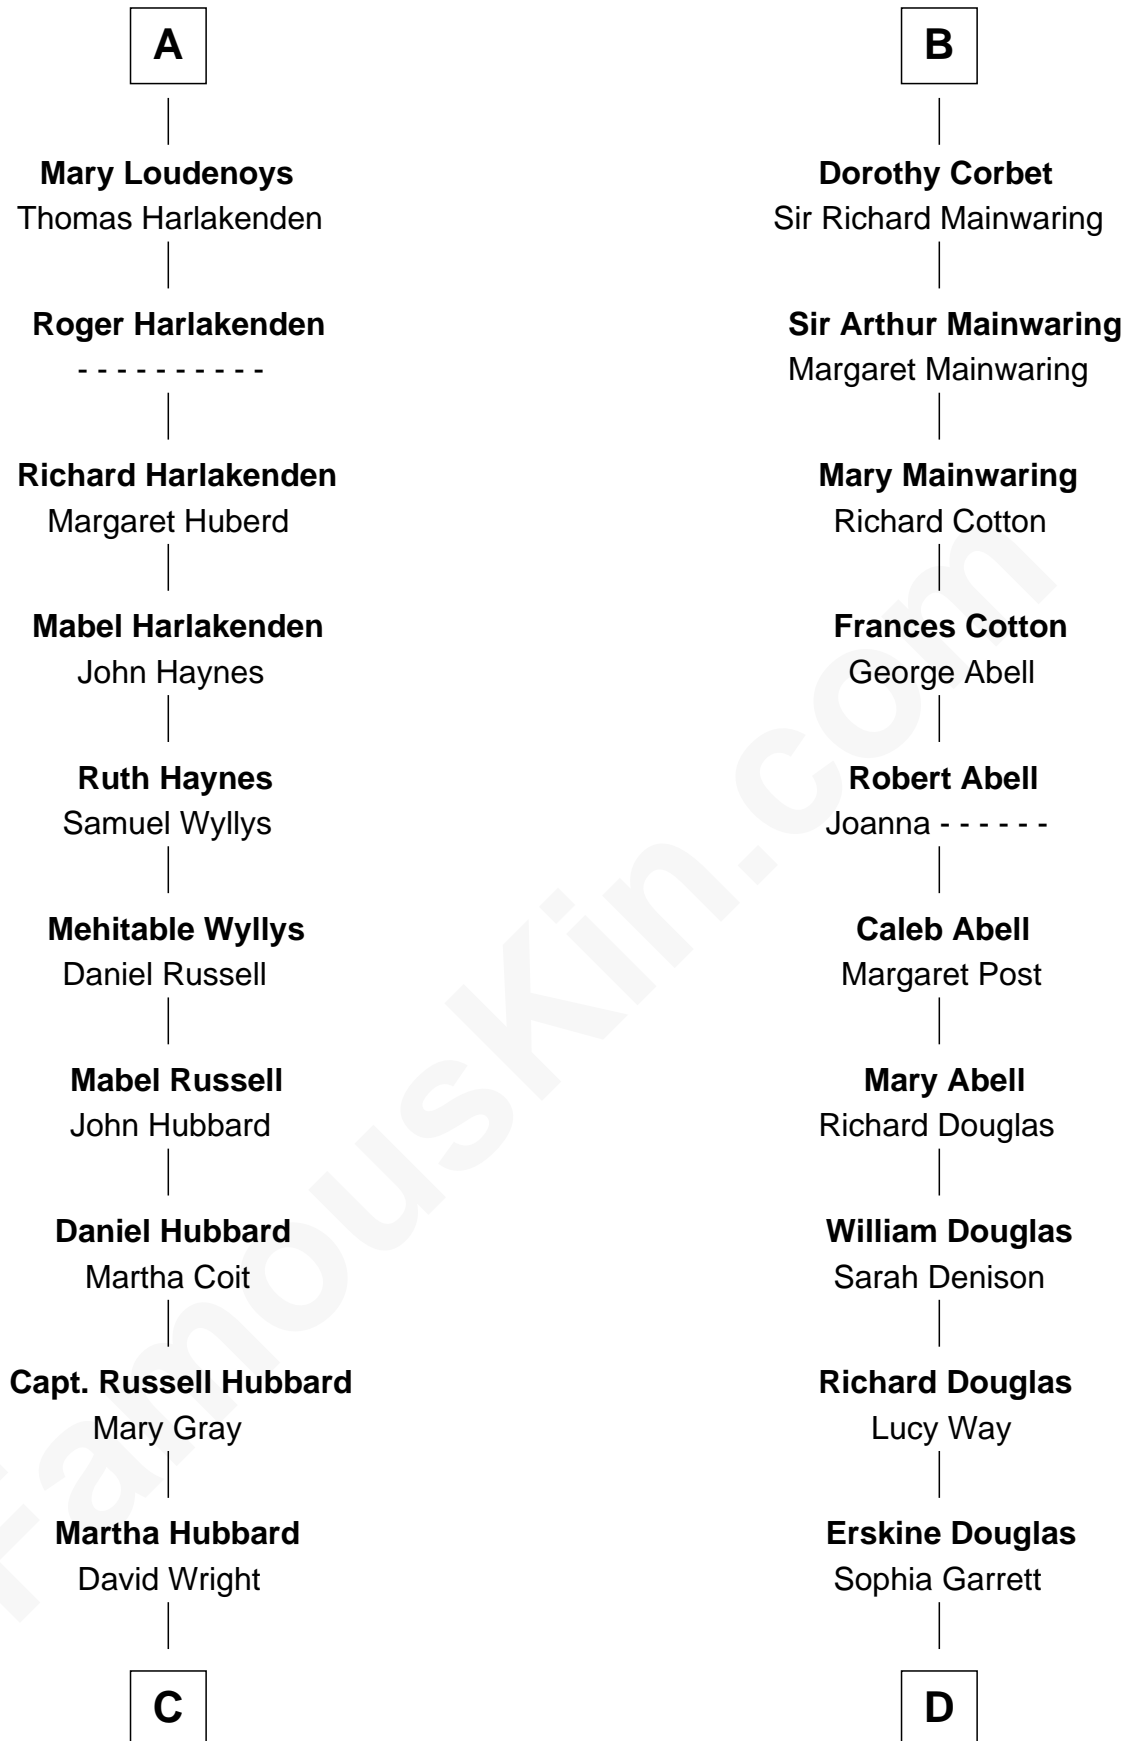 A
Mary Loudenoys
Thomas Harlakenden
Roger Harlakenden
- - - - - - - - - -
Richard Harlakenden
Margaret Huberd
Mabel Harlakenden
John Haynes
Ruth Haynes
Samuel Wyllys
Mehitable Wyllys
Daniel Russell
Mabel Russell
John Hubbard
Daniel Hubbard
Martha Coit
Capt. Russell Hubbard
Mary Gray
Martha Hubbard
David Wright
C
B
Dorothy Corbet
Sir Richard Mainwaring
Sir Arthur Mainwaring
Margaret Mainwaring
Mary Mainwaring
Richard Cotton
Frances Cotton
George Abell
Robert Abell
Joanna - - - - - -
Caleb Abell
Margaret Post
Mary Abell
Richard Douglas
William Douglas
Sarah Denison
Richard Douglas
Lucy Way
Erskine Douglas
Sophia Garrett
D
FamousKin.com